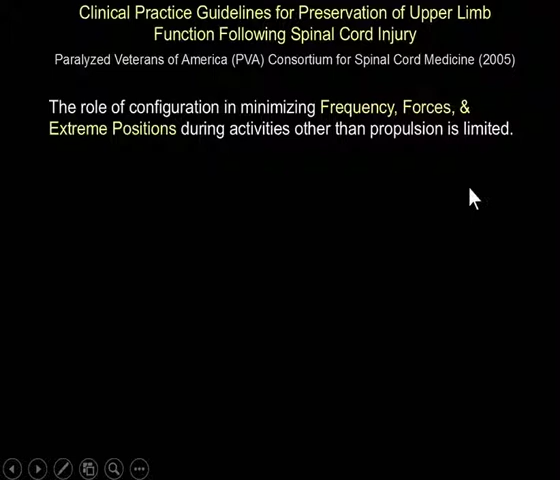 Clinical Practice Guidelines for Preservation of Upper Limb
Function Following Spinal Cord Injury
Paralyzed Veterans of America (PVA) Consortium for Spinal Cord Medicine (2005)
The role of configuration in minimizing Frequency, Forces, &
Extreme Positions during activities other than propulsion is limited.